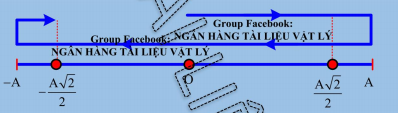 Group Facebook:
NGÂN HÀNG TÀI LIỆU VẬT LÝ
Group Facebook:
NGÂN HÀNG TÀI LIỆU VẬT LÝ
−A
−A√2/2
O
A√2/2
A